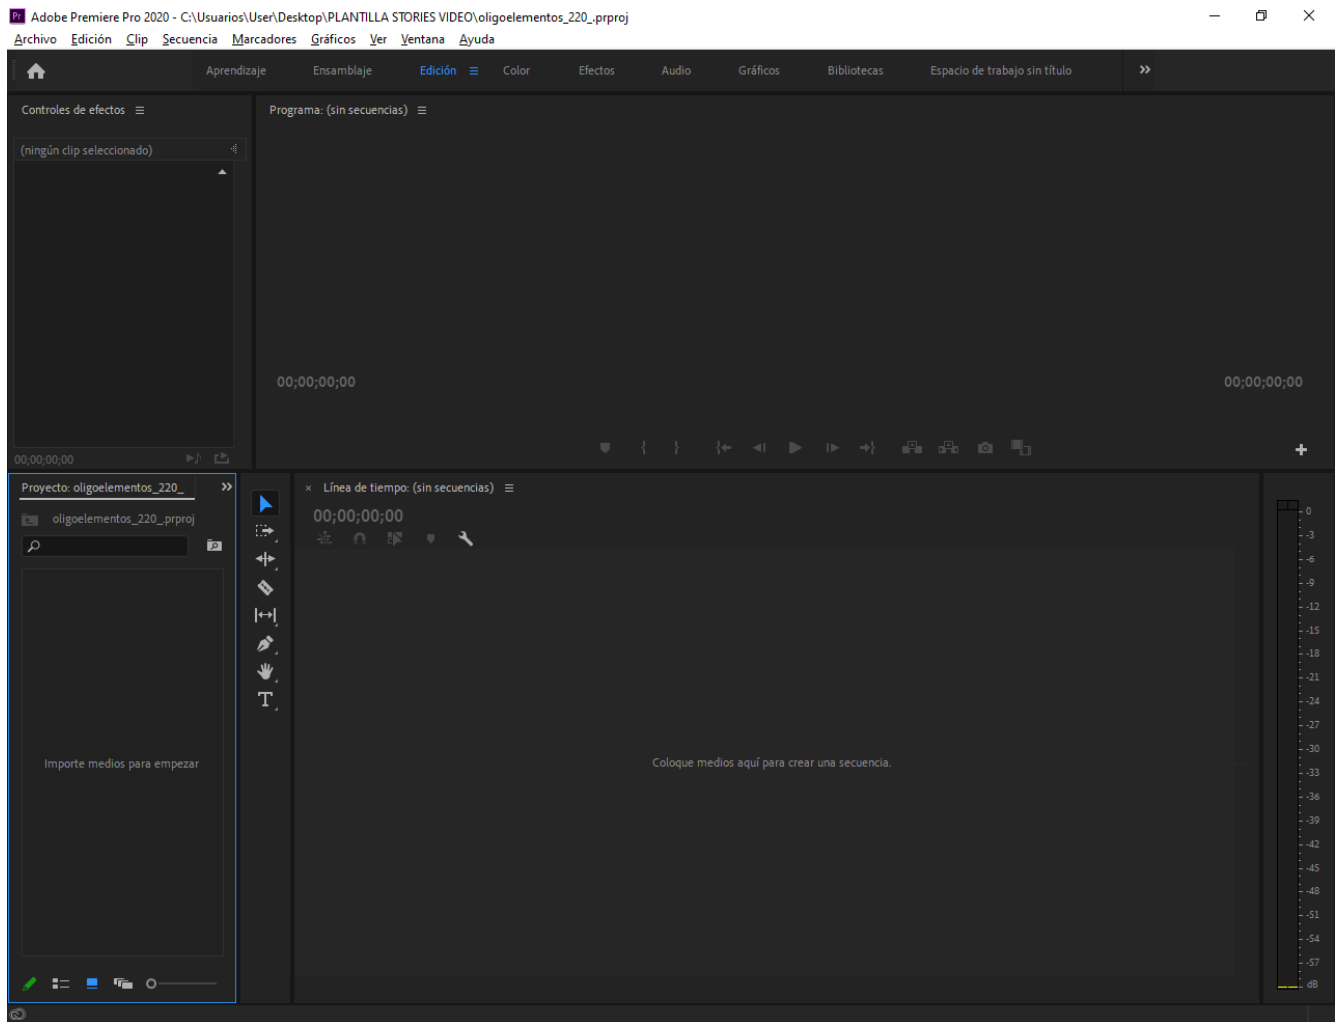 Pr Adobe Premiere Pro 2020 - C:\Usuarios\User\Desktop\PLANTILLA STORIES VIDEO\oligoelementos_220_.prproj
Archivo Edición Clip Secuencia Marcadores Gráficos Ver Ventana Ayuda
Aprendizaje Ensamblaje Edición Color Efectos Audio Gráficos Bibliotecas Espacio de trabajo sin título
Controles de efectos
Programa: (sin secuencias)
(ningún clip seleccionado)
00;00;00;00
00;00;00;00
00;00;00;00
Proyecto: oligoelementos_220_
oligoelementos_220_.prproj
Importe medios para empezar
× Línea de tiempo: (sin secuencias)
00;00;00;00
Coloque medios aquí para crear una secuencia.
0
-3
-6
-9
-12
-15
-18
-21
-24
-27
-30
-33
-36
-39
-42
-45
-48
-51
-54
-57
dB